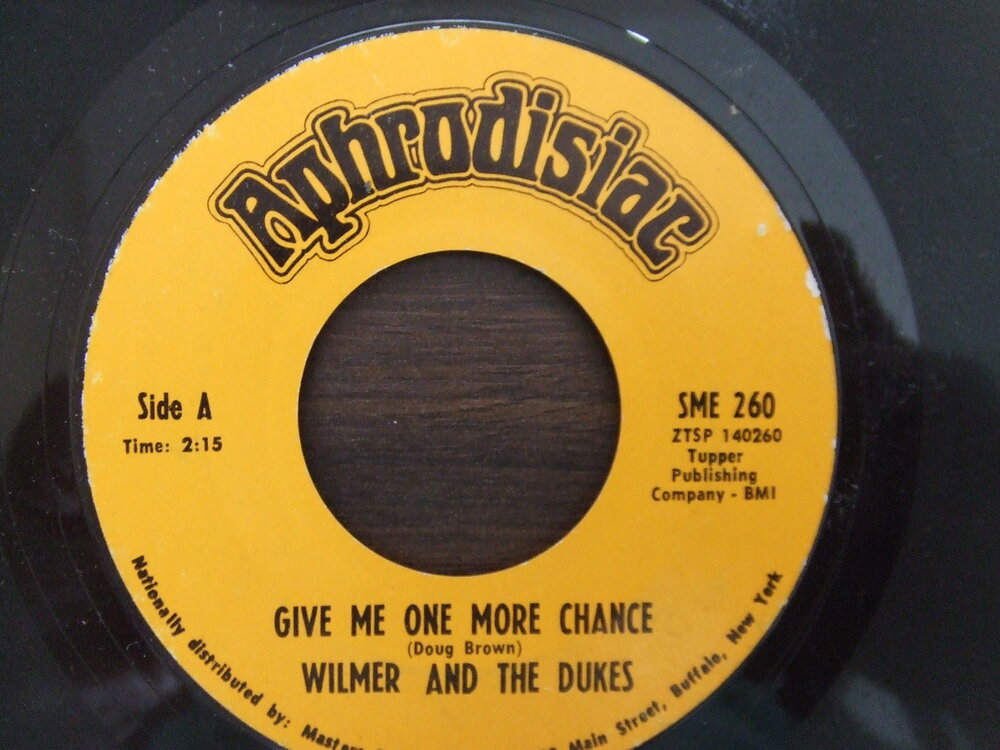 Aphrodisiac
Side A
Time: 2:15
SME 260
ZTSP 140260
Tupper
Publishing
Company - BMI
GIVE ME ONE MORE CHANCE
(Doug Brown)
WILMER AND THE DUKES
Nationally distributed by: Main Street, Buffalo, New York